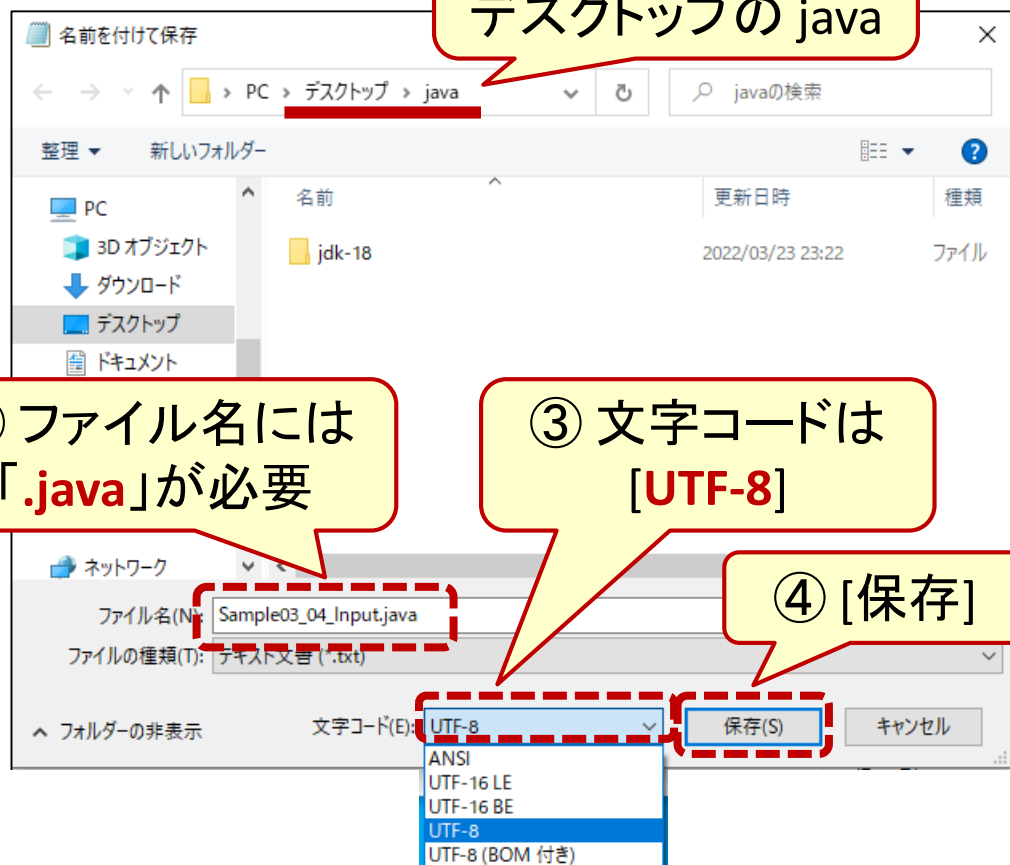 デスクトップの java
名前を付けて保存
PC › デスクトップ › java
javaの検索
整理
新しいフォルダー
名前
更新日時
種類
PC
3D オブジェクト
ダウンロード
デスクトップ
ドキュメント
ネットワーク
jdk-18
2022/03/23 23:22
ファイル
ファイル名には
「.java」が必要
③ 文字コードは
[UTF-8]
④ [保存]
ファイル名(N):
Sample03_04_Input.java
ファイルの種類(T):
テキスト文書 (*.txt)
フォルダーの非表示
文字コード(E):
UTF-8
保存(S)
キャンセル
ANSI
UTF-16 LE
UTF-16 BE
UTF-8
UTF-8 (BOM 付き)